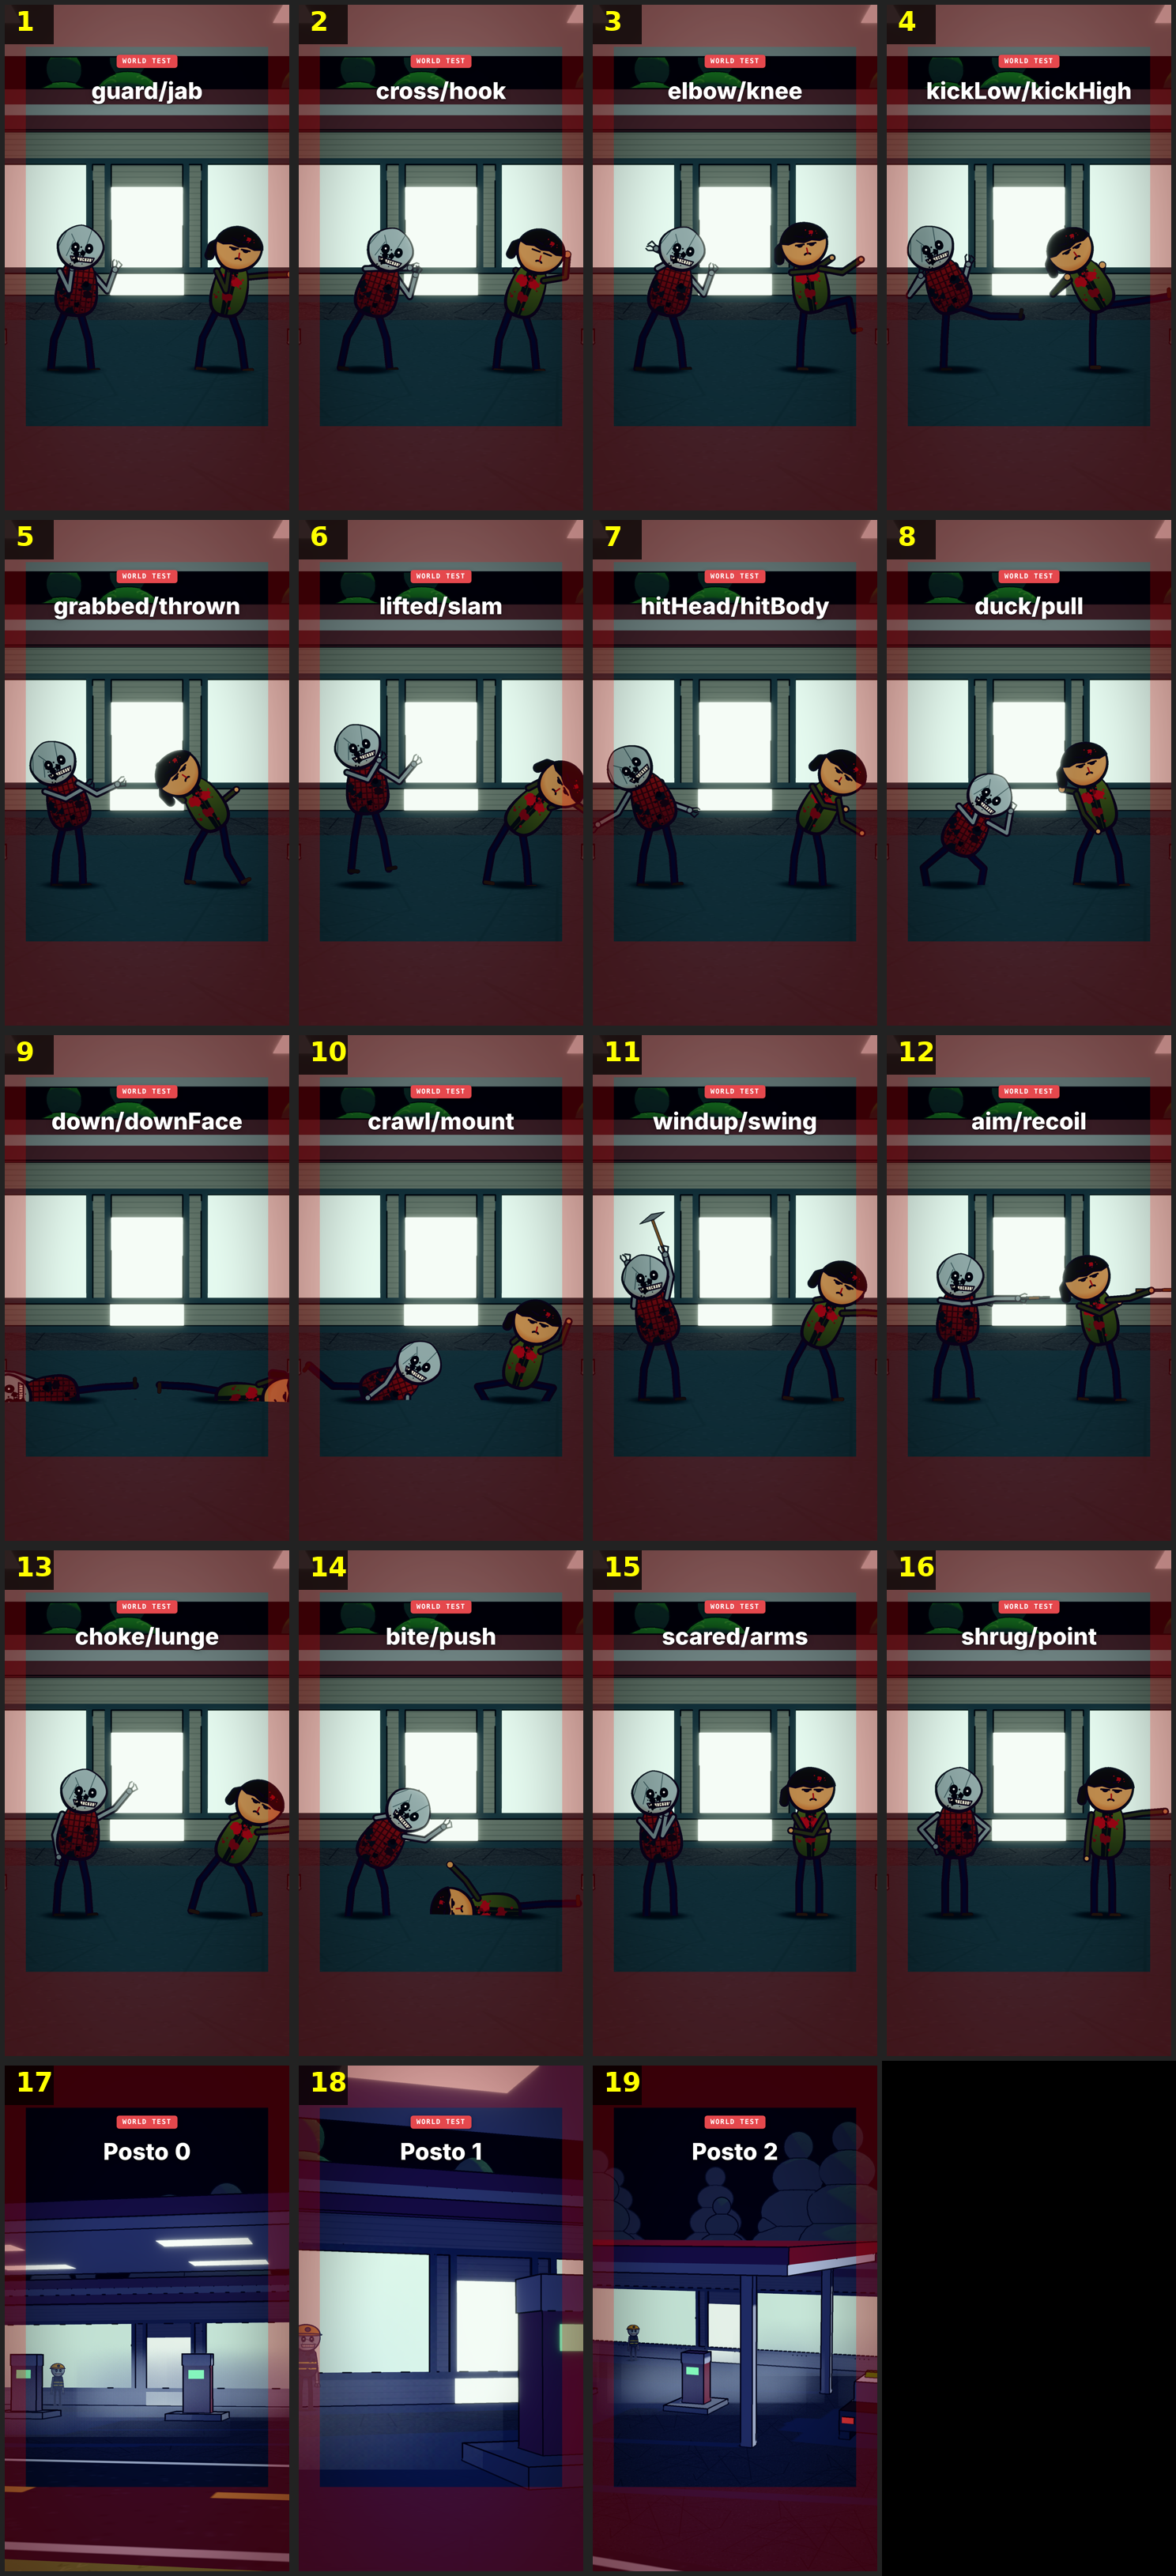 1
WORLD TEST
guard/jab
2
WORLD TEST
cross/hook
3
WORLD TEST
elbow/knee
4
WORLD TEST
kickLow/kickHigh
5
WORLD TEST
grabbed/thrown
6
WORLD TEST
lifted/slam
7
WORLD TEST
hitHead/hitBody
8
WORLD TEST
duck/pull
9
WORLD TEST
down/downFace
10
WORLD TEST
crawl/mount
11
WORLD TEST
windup/swing
12
WORLD TEST
aim/recoil
13
WORLD TEST
choke/lunge
14
WORLD TEST
bite/push
15
WORLD TEST
scared/arms
16
WORLD TEST
shrug/point
17
WORLD TEST
Posto 0
18
WORLD TEST
Posto 1
19
WORLD TEST
Posto 2